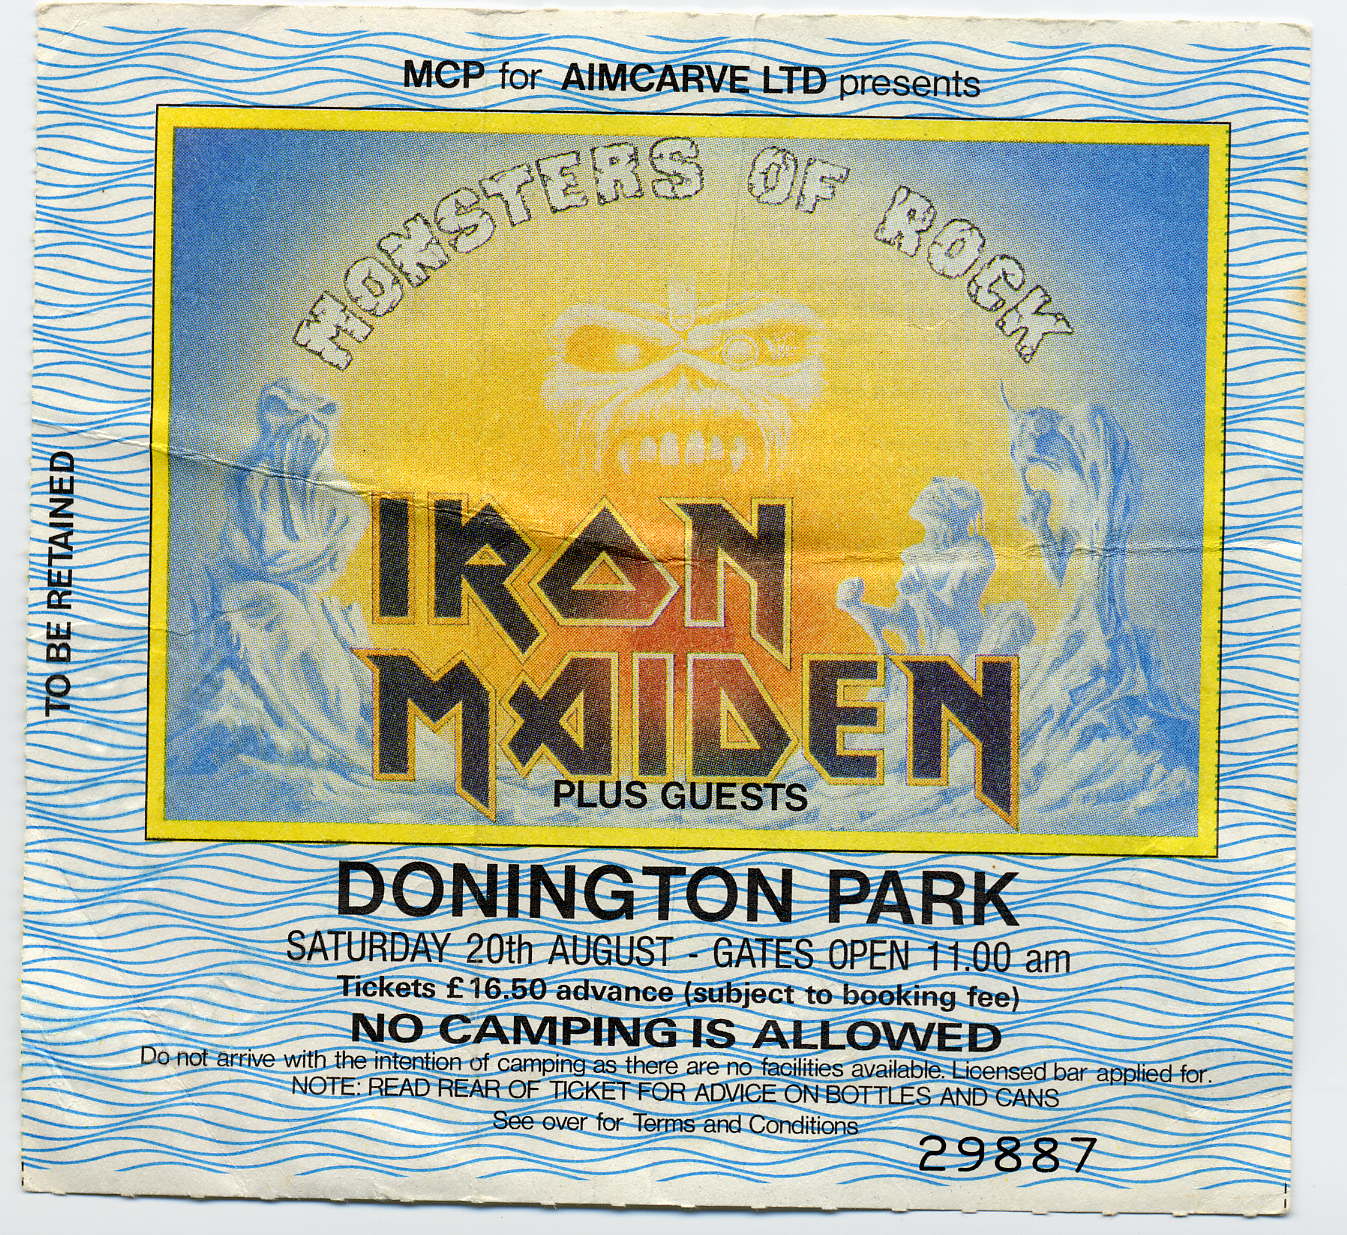 MCP for AIMCARVE LTD presents
MONSTERS OF ROCK
IRON
MAIDEN
PLUS GUESTS
TO BE RETAINED
DONINGTON PARK
SATURDAY 20th AUGUST - GATES OPEN 11.00 am
Tickets £16.50 advance (subject to booking fee)
NO CAMPING IS ALLOWED
Do not arrive with the intention of camping as there are no facilities available. Licensed bar applied for.
NOTE: READ REAR OF TICKET FOR ADVICE ON BOTTLES AND CANS
See over for Terms and Conditions
29887